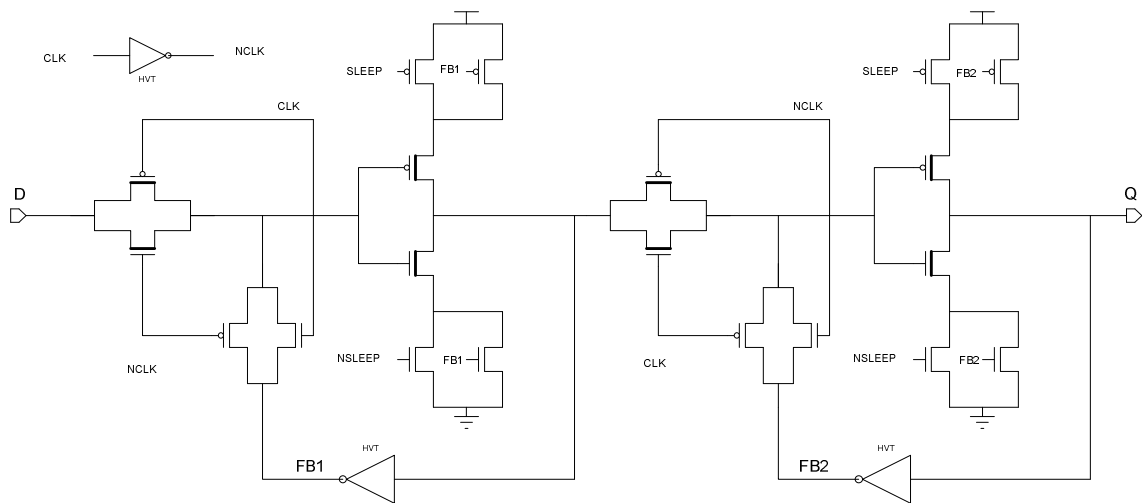 CLK
NCLK
HVT
SLEEP
FB1
SLEEP
FB2
CLK
NCLK
D
Q
NCLK
NSLEEP
FB1
CLK
NSLEEP
FB2
HVT
FB1
HVT
FB2